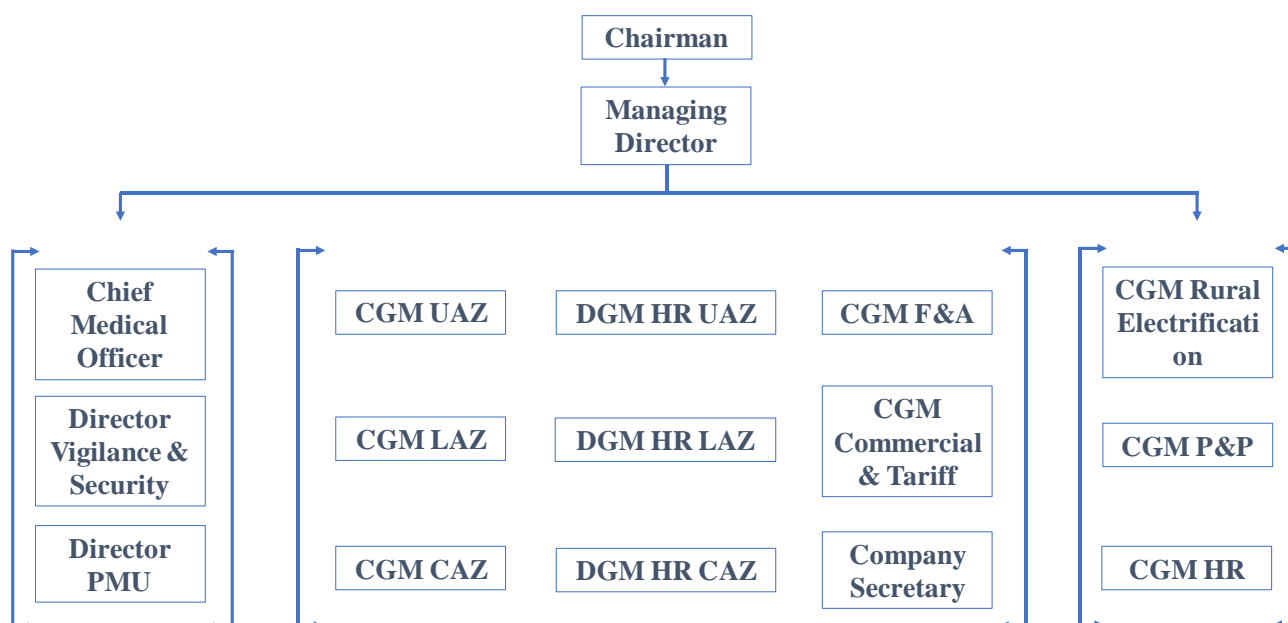 Chairman
Managing
Director
Chief
Medical
Officer
Director
Vigilance &
Security
Director
PMU
CGM UAZ
DGM HR UAZ
CGM F&A
CGM LAZ
DGM HR LAZ
CGM
Commercial
& Tariff
CGM CAZ
DGM HR CAZ
Company
Secretary
CGM Rural
Electrificati
on
CGM P&P
CGM HR